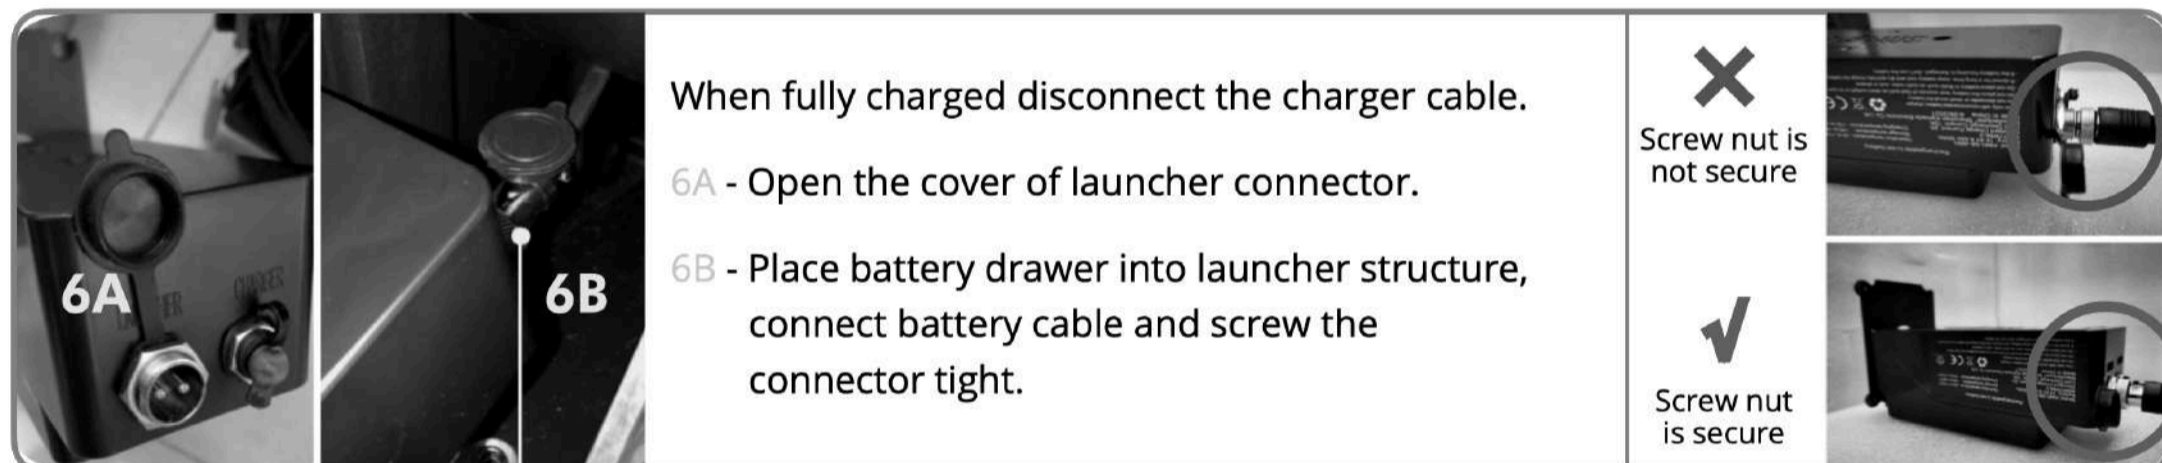 6A
CHARGER
6B
When fully charged disconnect the charger cable.
6A - Open the cover of launcher connector.
6B - Place battery drawer into launcher structure,
connect battery cable and screw the
connector tight.
Screw nut is
not secure
Screw nut
is secure